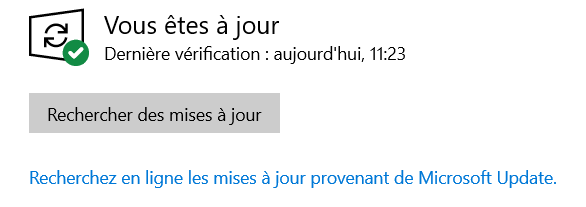 Vous êtes à jour
Dernière vérification : aujourd'hui, 11:23
Rechercher des mises à jour
Recherchez en ligne les mises à jour provenant de Microsoft Update.